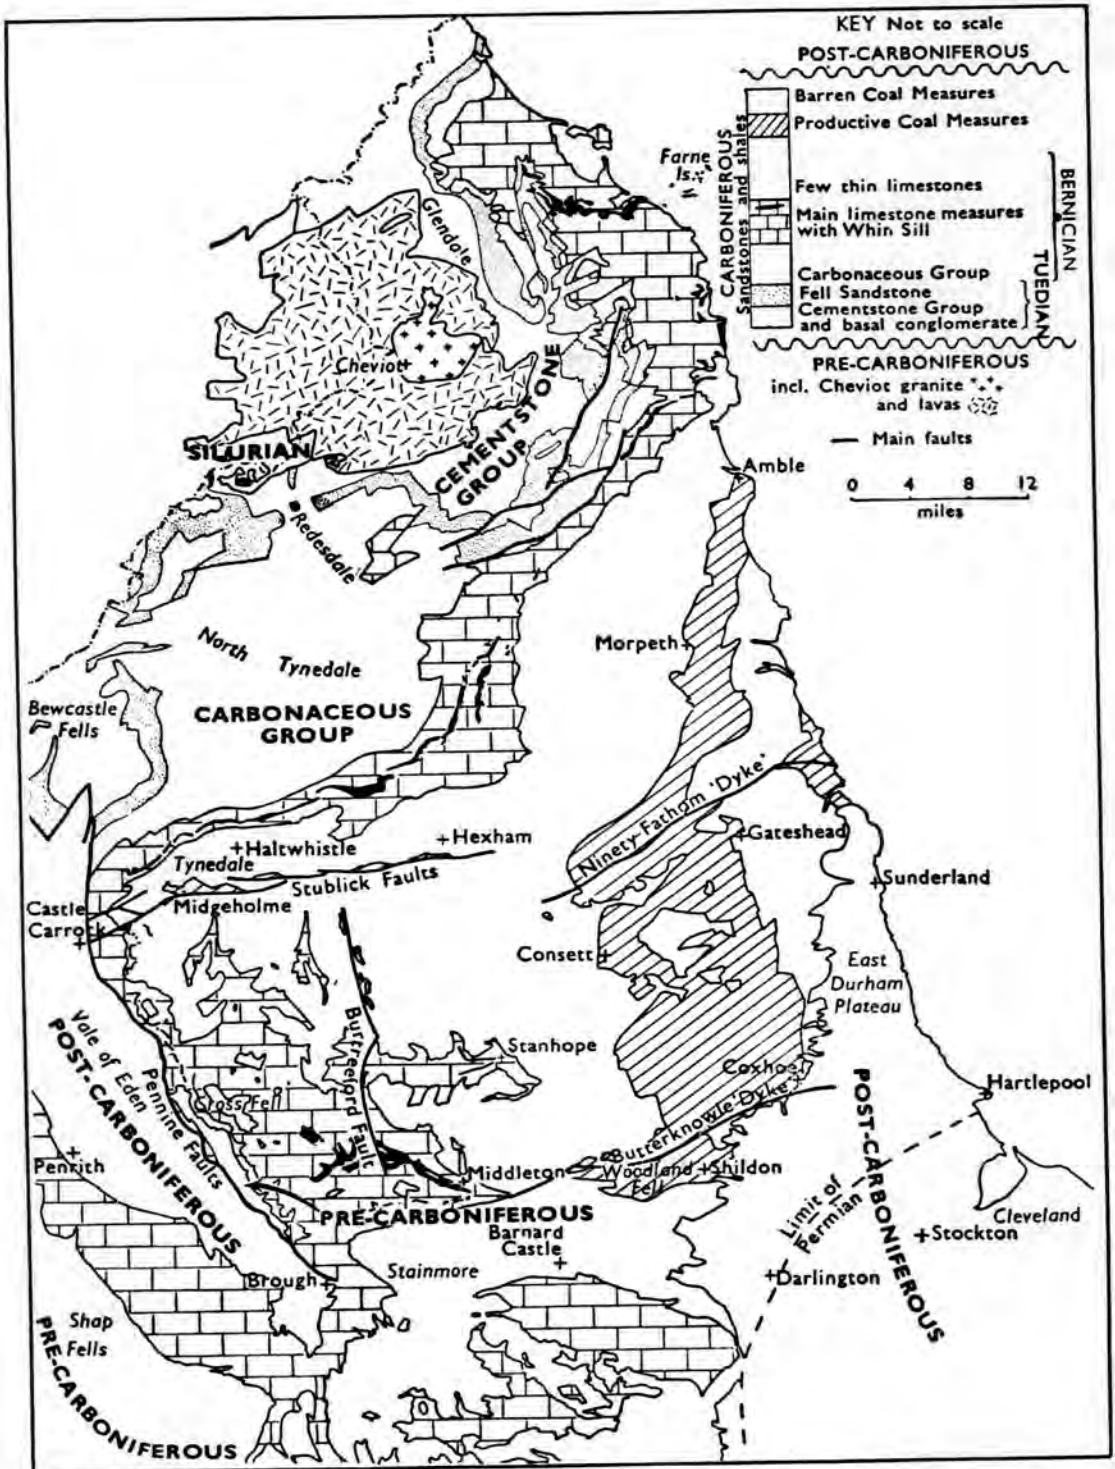 KEY Not to scale
POST-CARBONIFEROUS
Barren Coal Measures
Productive Coal Measures
Few thin limestones
Main limestone measures
with Whin Sill
Carbonaceous Group
Fell Sandstone
Cementstone Group
and basal conglomerate
CARBONIFEROUS
Sandstones and shales
BERNICIAN
TUEDIAN
PRE-CARBONIFEROUS
incl. Cheviot granite
and lavas
Main faults
0 4 8 12
miles
Farne
Is.
Glendale
Cheviot
CEMENTSTONE
GROUP
SILURIAN
Redesdale
Amble
North Tynedale
Morpeth
Bewcastle
Fells
CARBONACEOUS
GROUP
Ninety Fathom 'Dyke'
Gateshead
Haltwhistle
Hexham
Tynedale
Stublick Faults
Sunderland
Castle
Carrock
Midgeholme
Consett
East
Durham
Plateau
Vale of Eden
POST-CARBONIFEROUS
Pennine Faults
Cross Fell
Burtreeford Fault
Stanhope
Coxhoe
Hartlepool
Butterknowle 'Dyke'
POST-CARBONIFEROUS
Penrith
Middleton
Woodland
Fell
Shildon
PRE-CARBONIFEROUS
Barnard
Castle
Limit of
Permian
Cleveland
Stockton
Brough
Stainmore
Darlington
Shap
Fells
PRE-CARBONIFEROUS